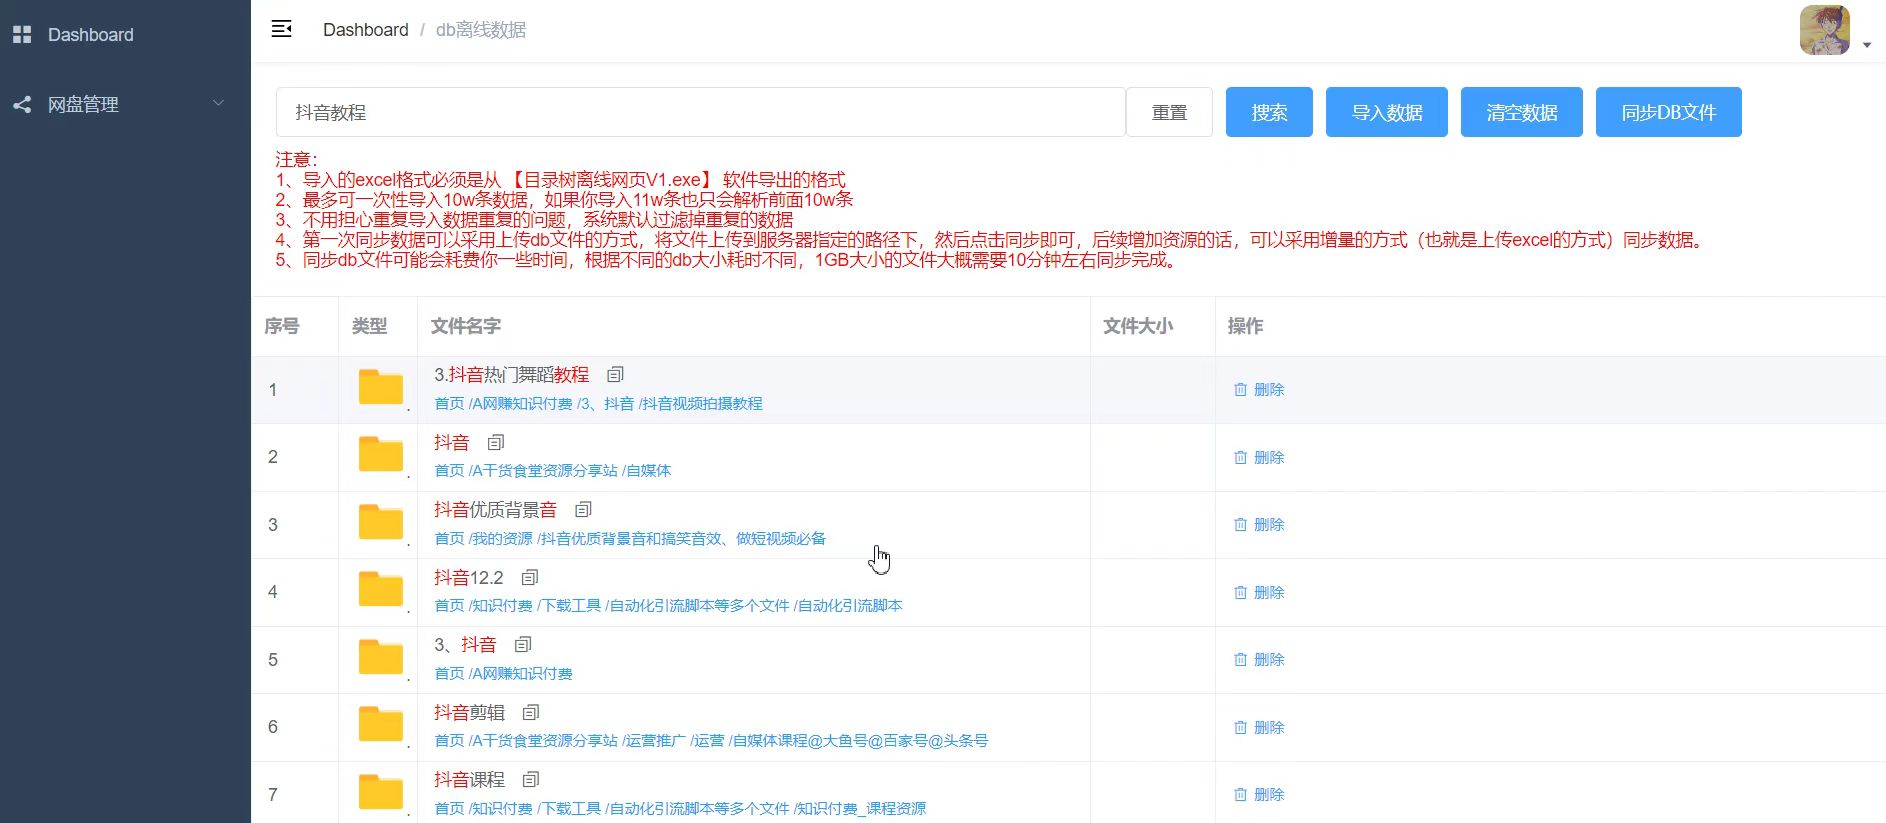 Dashboard
网盘管理
Dashboard / db离线数据
抖音教程
重置
搜索
导入数据
清空数据
同步DB文件
注意：
1、导入的excel格式必须是从 【目录树离线网页V1.exe】 软件导出的格式
2、最多可一次性导入10w条数据，如果你导入11w条也只会解析前面10w条
3、不用担心重复导入数据重复的问题，系统默认过滤掉重复的数据
4、第一次同步数据可以采用上传db文件的方式，将文件上传到服务器指定的路径下，然后点击同步即可，后续增加资源的话，可以采用增量的方式（也就是上传excel的方式）同步数据。
5、同步db文件可能会耗费你一些时间，根据不同的db大小耗时不同，1GB大小的文件大概需要10分钟左右同步完成。
序号 类型 文件名字 文件大小 操作
1 3.抖音热门舞蹈教程 删除
首页 /A网赚知识付费 /3、抖音 /抖音视频拍摄教程
2 抖音 删除
首页 /A干货食堂资源分享站 /自媒体
3 抖音优质背景音 删除
首页 /我的资源 /抖音优质背景音和搞笑音效、做短视频必备
4 抖音12.2 删除
首页 /知识付费 /下载工具 /自动化引流脚本等多个文件 /自动化引流脚本
5 3、抖音 删除
首页 /A网赚知识付费
6 抖音剪辑 删除
首页 /A干货食堂资源分享站 /运营推广 /运营 /自媒体课程@大鱼号@百家号@头条号
7 抖音课程 删除
首页 /知识付费 /下载工具 /自动化引流脚本等多个文件 /知识付费_课程资源